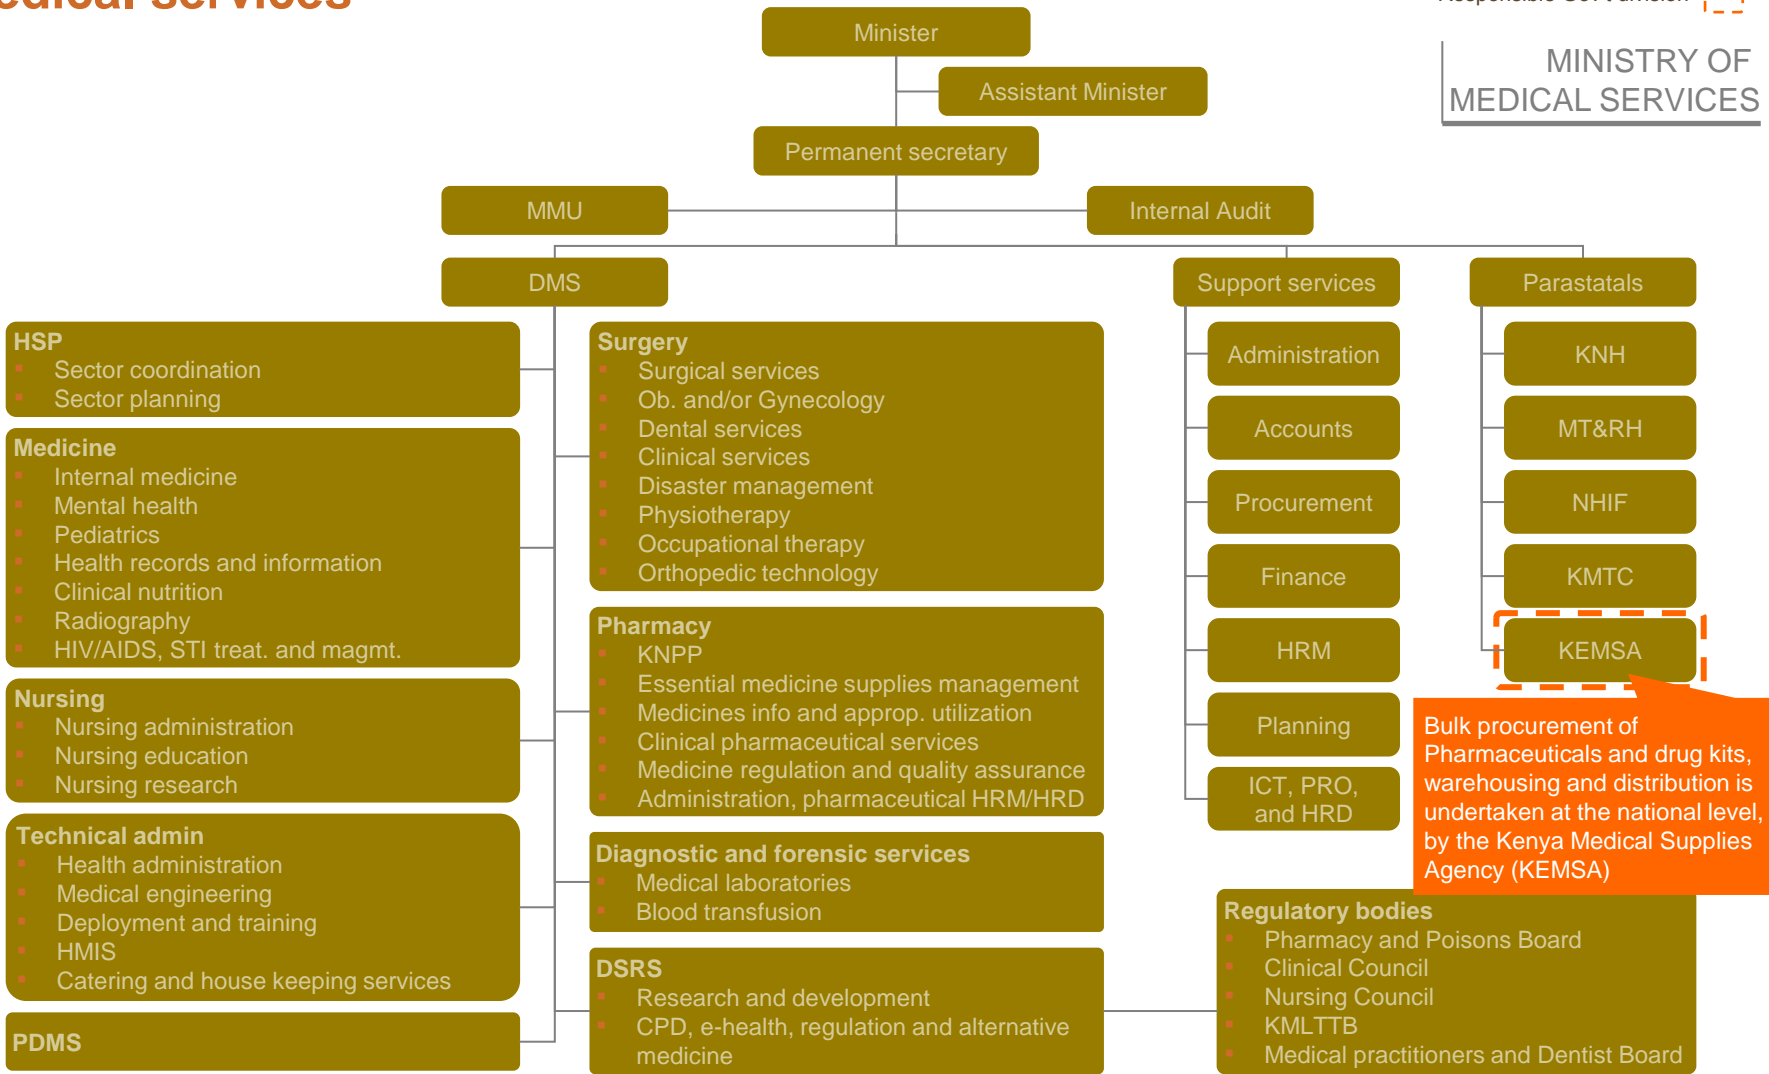 edical services
Responsible Gov't division
MINISTRY OF
MEDICAL SERVICES
Minister
Assistant Minister
Permanent secretary
MMU
Internal Audit
DMS
Support services
Parastatals
HSP
Sector coordination
Sector planning
Medicine
Internal medicine
Mental health
Pediatrics
Health records and information
Clinical nutrition
Radiography
HIV/AIDS, STI treat. and magmt.
Nursing
Nursing administration
Nursing education
Nursing research
Technical admin
Health administration
Medical engineering
Deployment and training
HMIS
Catering and house keeping services
PDMS
Surgery
Surgical services
Ob. and/or Gynecology
Dental services
Clinical services
Disaster management
Physiotherapy
Occupational therapy
Orthopedic technology
Pharmacy
KNPP
Essential medicine supplies management
Medicines info and approp. utilization
Clinical pharmaceutical services
Medicine regulation and quality assurance
Administration, pharmaceutical HRM/HRD
Diagnostic and forensic services
Medical laboratories
Blood transfusion
DSRS
Research and development
CPD, e-health, regulation and alternative
medicine
Administration
Accounts
Procurement
Finance
HRM
Planning
ICT, PRO,
and HRD
KNH
MT&RH
NHIF
KMTC
KEMSA
Bulk procurement of
Pharmaceuticals and drug kits,
warehousing and distribution is
undertaken at the national level,
by the Kenya Medical Supplies
Agency (KEMSA)
Regulatory bodies
Pharmacy and Poisons Board
Clinical Council
Nursing Council
KMLTTB
Medical practitioners and Dentist Board